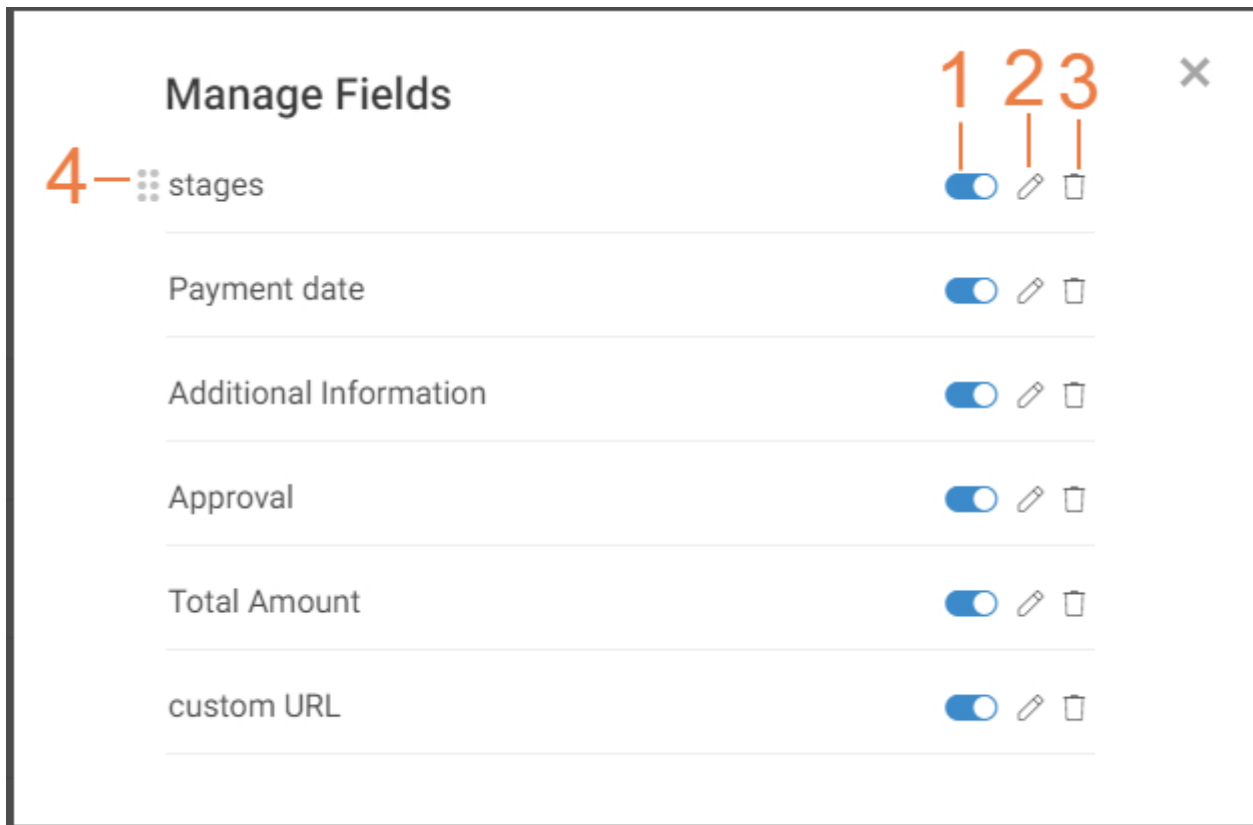 1 2 3
Manage Fields
4 stages
Payment date
Additional Information
Approval
Total Amount
custom URL